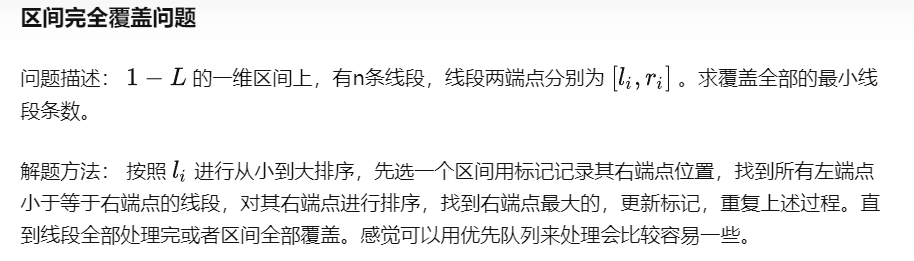 区间完全覆盖问题
问题描述： 1 − L 的一维区间上，有n条线段，线段两端点分别为 [l_i, r_i] 。求覆盖全部的最小线
段条数。
解题方法： 按照 l_i 进行从小到大排序，先选一个区间用标记记录其右端点位置，找到所有左端点
小于等于右端点的线段，对其右端点进行排序，找到右端点最大的，更新标记，重复上述过程。直
到线段全部处理完或者区间全部覆盖。感觉可以用优先队列来处理会比较容易一些。